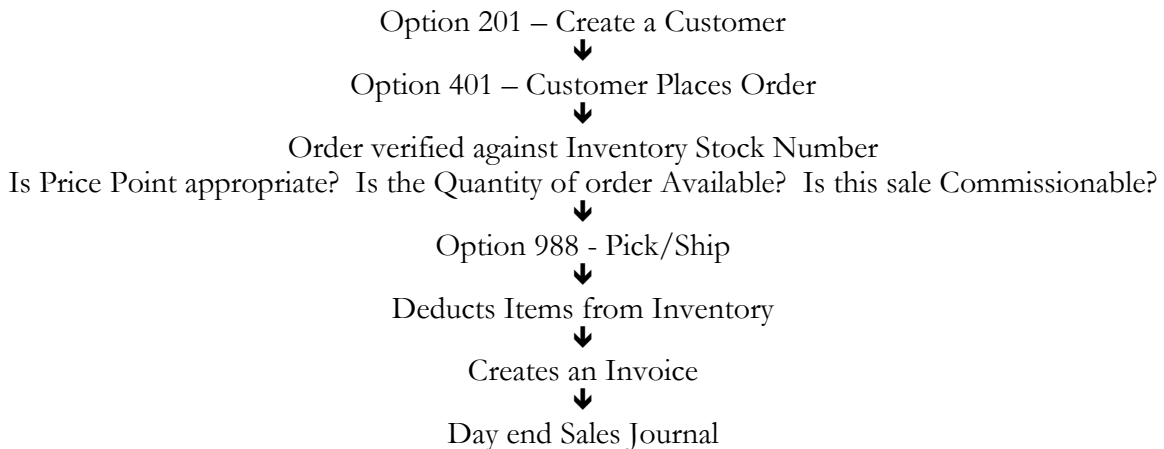 Option 201 – Create a Customer
Option 401 – Customer Places Order
Order verified against Inventory Stock Number
Is Price Point appropriate?  Is the Quantity of order Available?  Is this sale Commissionable?
Option 988 - Pick/Ship
Deducts Items from Inventory
Creates an Invoice
Day end Sales Journal